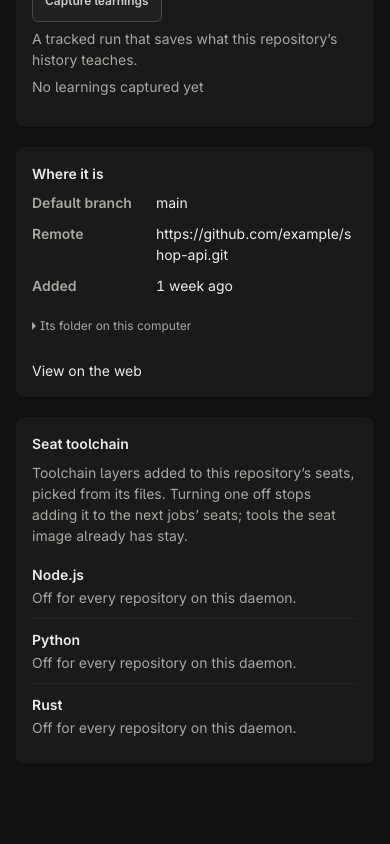 Capture learnings
A tracked run that saves what this repository’s
history teaches.
No learnings captured yet
Where it is
Default branch main
Remote https://github.com/example/s
hop-api.git
Added 1 week ago
Its folder on this computer
View on the web
Seat toolchain
Toolchain layers added to this repository’s seats,
picked from its files. Turning one off stops
adding it to the next jobs’ seats; tools the seat
image already has stay.
Node.js
Off for every repository on this daemon.
Python
Off for every repository on this daemon.
Rust
Off for every repository on this daemon.